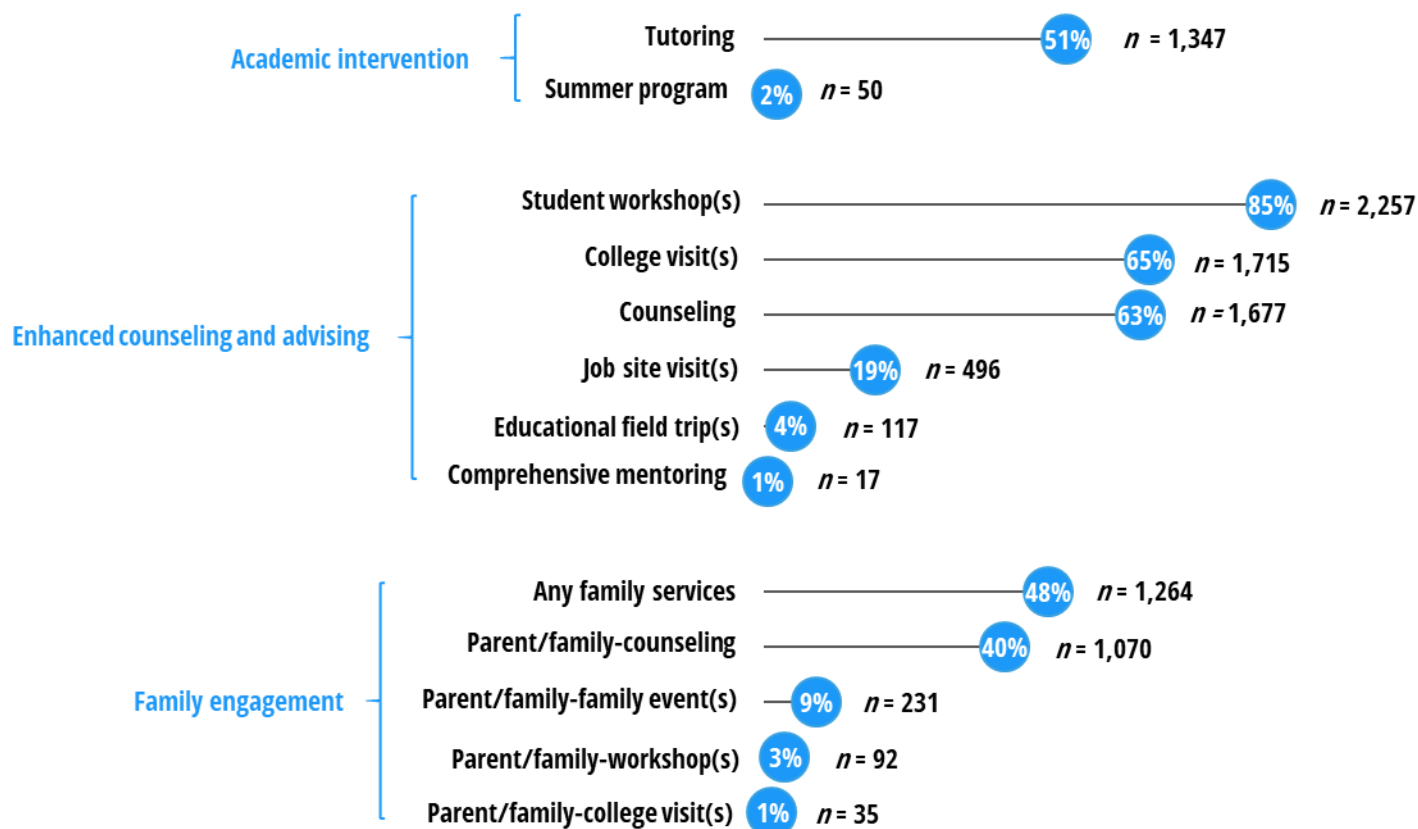 Academic intervention
Tutoring 51% n = 1,347
Summer program 2% n = 50
Enhanced counseling and advising
Student workshop(s) 85% n = 2,257
College visit(s) 65% n = 1,715
Counseling 63% n = 1,677
Job site visit(s) 19% n = 496
Educational field trip(s) 4% n = 117
Comprehensive mentoring 1% n = 17
Family engagement
Any family services 48% n = 1,264
Parent/family-counseling 40% n = 1,070
Parent/family-family event(s) 9% n = 231
Parent/family-workshop(s) 3% n = 92
Parent/family-college visit(s) 1% n = 35